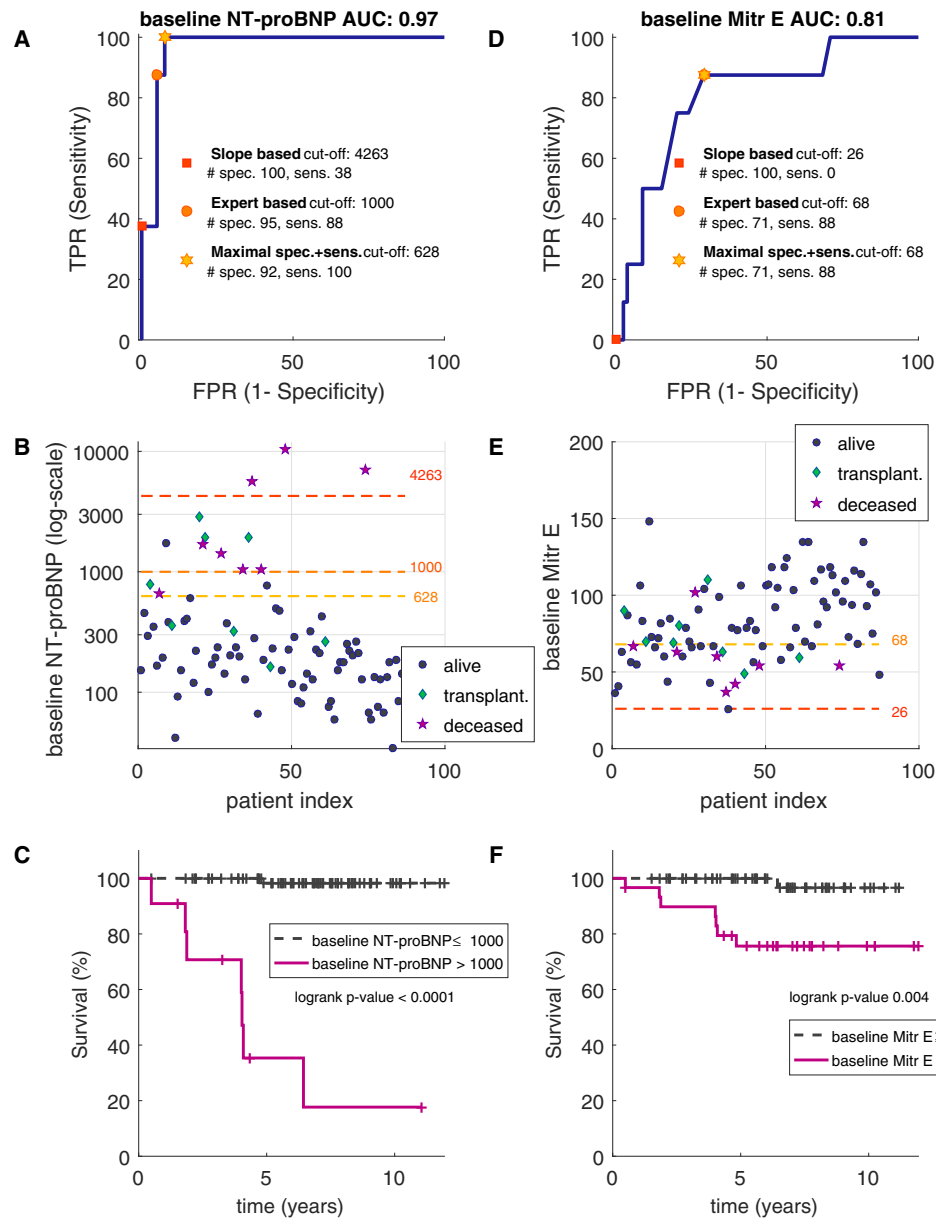 A
baseline NT-proBNP AUC: 0.97
100
80
60
40
20
0
TPR (Sensitivity)
Slope based cut-off: 4263
# spec. 100, sens. 38
Expert based cut-off: 1000
# spec. 95, sens. 88
Maximal spec.+sens. cut-off: 628
# spec. 92, sens. 100
0 50 100
FPR (1- Specificity)
D
baseline Mitr E AUC: 0.81
100
80
60
40
20
0
TPR (Sensitivity)
Slope based cut-off: 26
# spec. 100, sens. 0
Expert based cut-off: 68
# spec. 71, sens. 88
Maximal spec.+sens. cut-off: 68
# spec. 71, sens. 88
0 50 100
FPR (1- Specificity)
B
baseline NT-proBNP (log-scale)
10000
3000
1000
300
100
4263
1000
628
alive
transplant.
deceased
0 50 100
patient index
E
baseline Mitr E
200
150
100
50
0
alive
transplant.
deceased
68
26
0 50 100
patient index
C
Survival (%)
100
80
60
40
20
0
baseline NT-proBNP≤ 1000
baseline NT-proBNP > 1000
logrank p-value < 0.0001
0 5 10
time (years)
F
Survival (%)
100
80
60
40
20
0
logrank p-value 0.004
baseline Mitr E
baseline Mitr E
0 5 10
time (years)